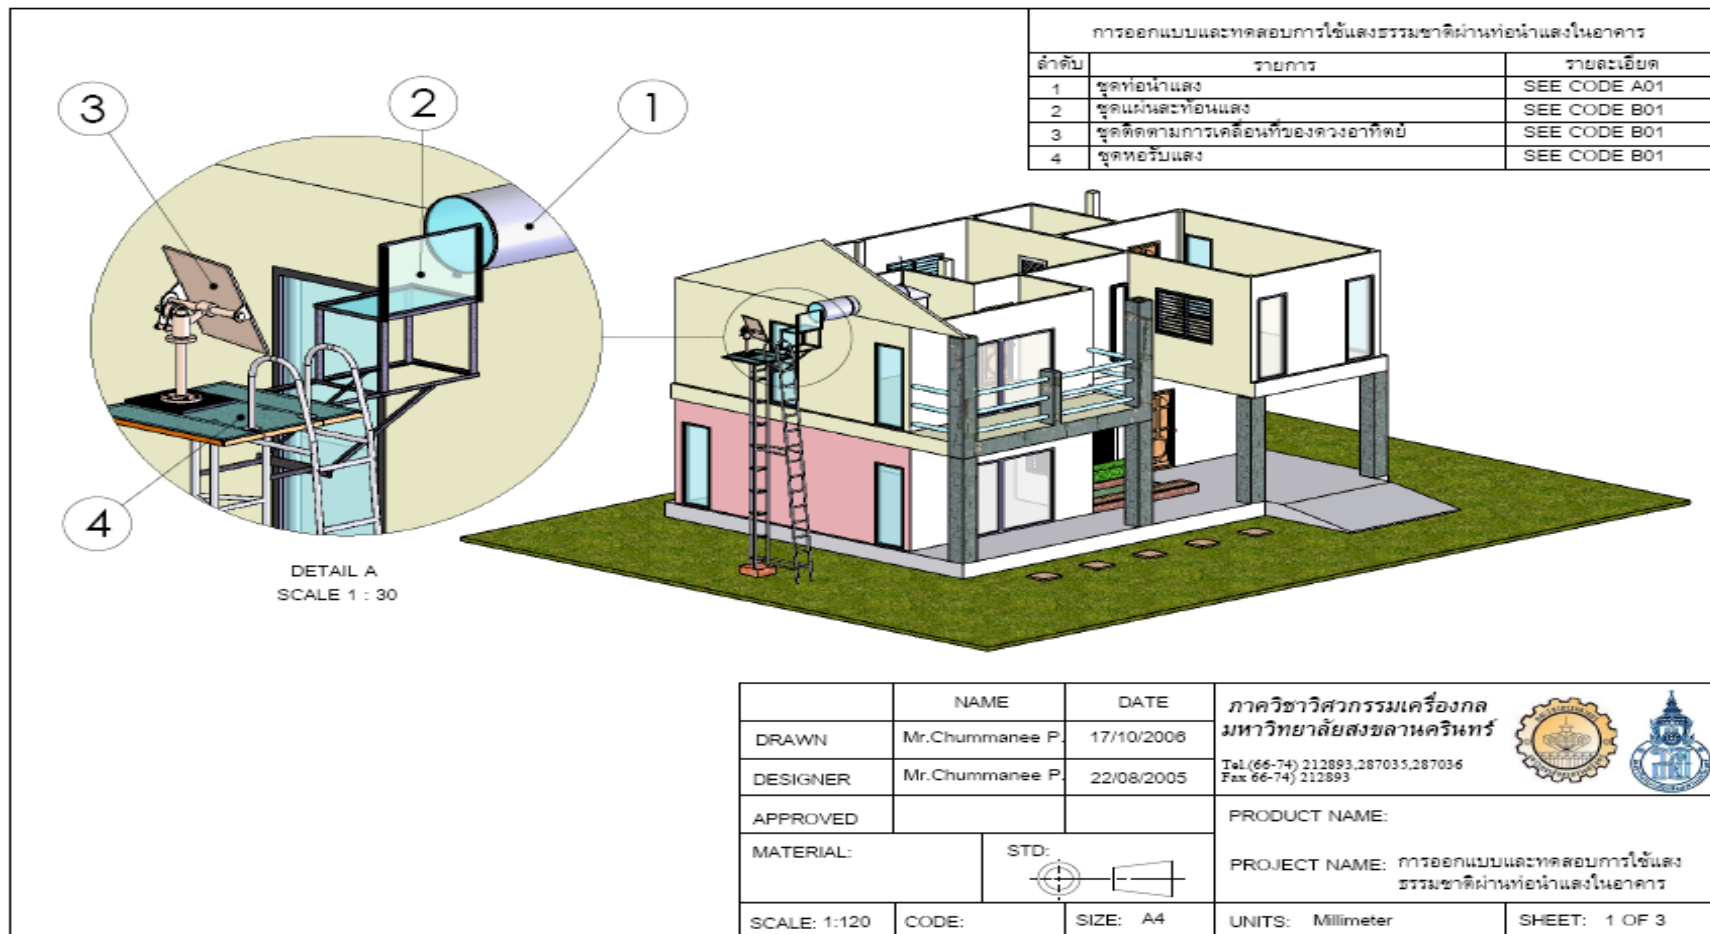 การออกแบบและทดสอบการใช้แสงธรรมชาติผ่านท่อนำแสงในอาคาร
ลำดับ รายการ รายละเอียด
1 ชุดท่อนำแสง SEE CODE A01
2 ชุดแผ่นสะท้อนแสง SEE CODE B01
3 ชุดติดตามการเคลื่อนที่ของดวงอาทิตย์ SEE CODE B01
4 ชุดหอรับแสง SEE CODE B01
3
2
1
4
DETAIL A
SCALE 1 : 30
NAME DATE
DRAWN Mr.Chummanee P. 17/10/2006
DESIGNER Mr.Chummanee P. 22/08/2005
APPROVED
MATERIAL:
STD:
SCALE: 1:120 CODE: SIZE: A4
ภาควิชาวิศวกรรมเครื่องกล
มหาวิทยาลัยสงขลานครินทร์
Tel.(66-74) 212893,287035,287036
Fax 66-74) 212893
PRODUCT NAME:
PROJECT NAME: การออกแบบและทดสอบการใช้แสง
ธรรมชาติผ่านท่อนำแสงในอาคาร
UNITS: Millimeter SHEET: 1 OF 3